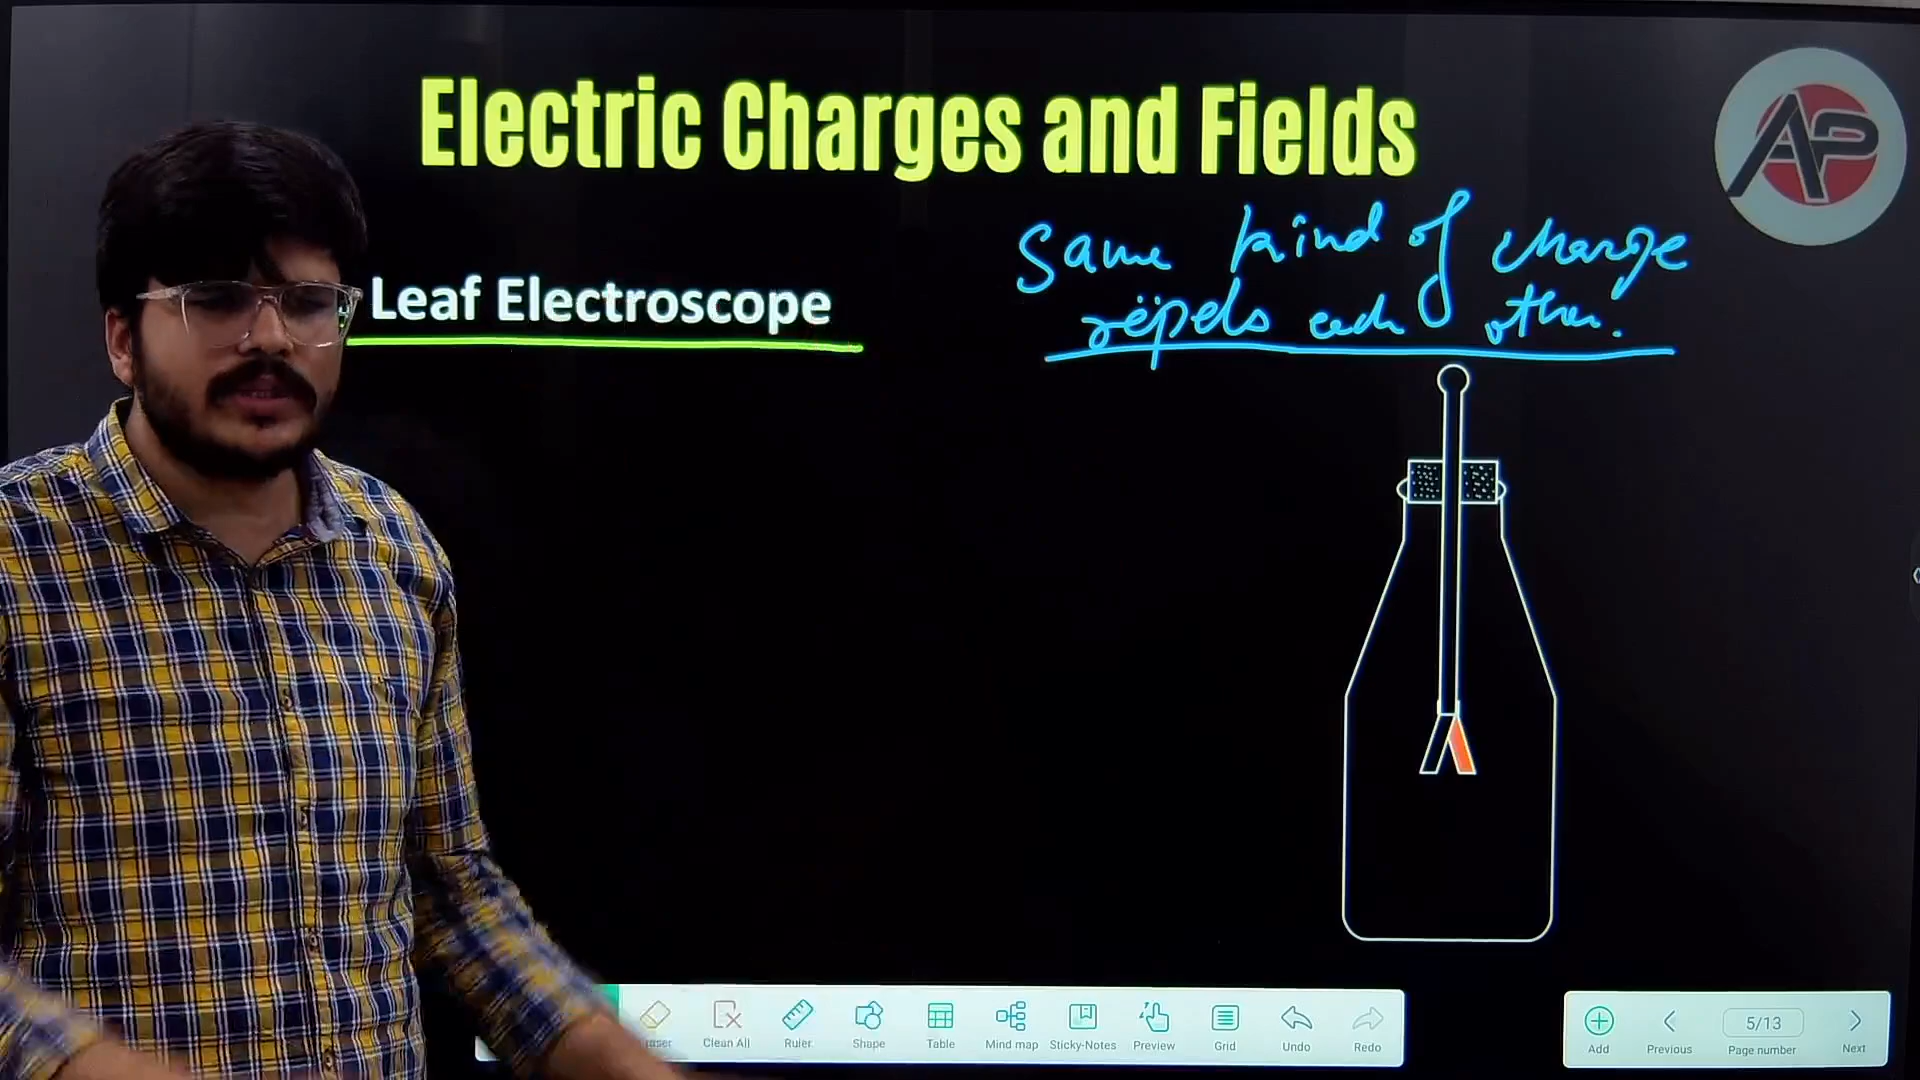 Electric Charges and Fields
AP
Same kind of charge
Leaf Electroscope
repels each other.
Clean All
Ruler
Shape
Table
Mind map
Sticky-Notes
Preview
Grid
Undo
Redo
Add
Previous
5/13
Page number
Next